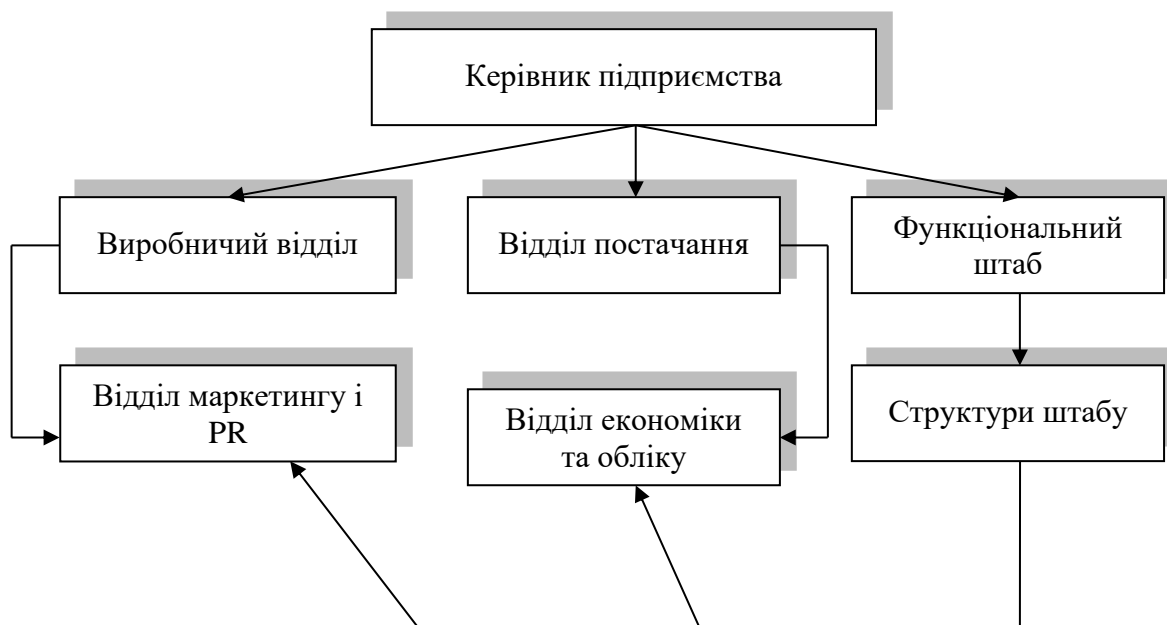 Керівник підприємства
Виробничий відділ
Відділ постачання
Функціональний
штаб
Відділ маркетингу і
PR
Відділ економіки
та обліку
Структури штабу